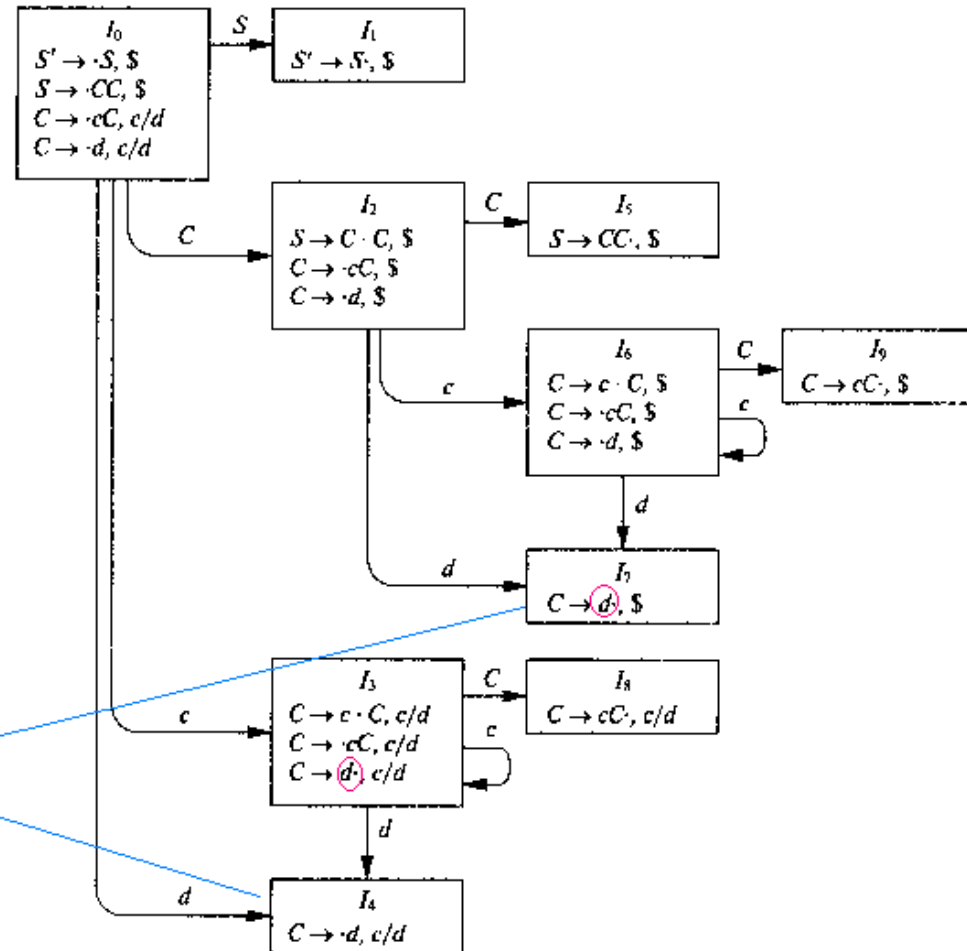 I₀
S' → ·S, $
S → ·CC, $
C → ·cC, c/d
C → ·d, c/d
S
I₁
S' → S·, $
C
I₂
S → C · C, $
C → ·cC, $
C → ·d, $
C
I₅
S → CC·, $
c
I₆
C → c · C, $
C → ·cC, $
C → ·d, $
C
I₉
C → cC·, $
c
d
d
I₇
C → d·, $
c
I₃
C → c · C, c/d
C → ·cC, c/d
C → d·, c/d
C
I₈
C → cC·, c/d
c
d
d
I₄
C → ·d, c/d